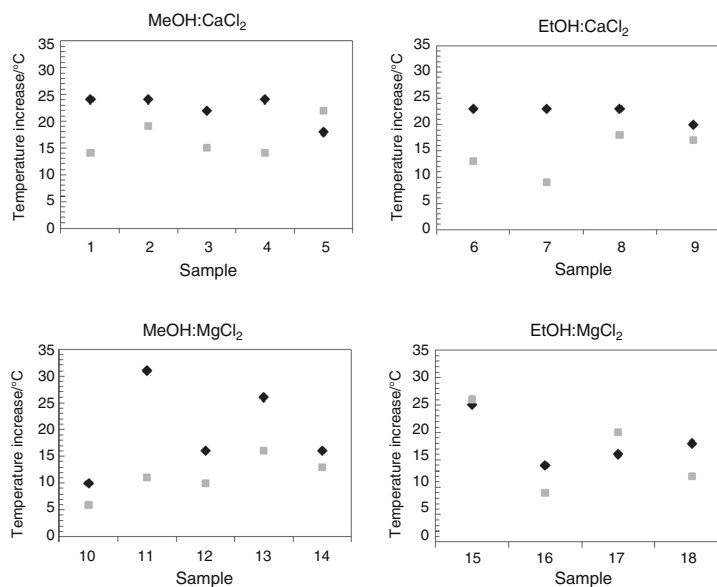 MeOH:CaCl₂
Temperature increase/°C
35
30
25
20
15
10
5
0
1 2 3 4 5
Sample
EtOH:CaCl₂
Temperature increase/°C
35
30
25
20
15
10
5
0
6 7 8 9
Sample
MeOH:MgCl₂
Temperature increase/°C
35
30
25
20
15
10
5
0
10 11 12 13 14
Sample
EtOH:MgCl₂
Temperature increase/°C
35
30
25
20
15
10
5
0
15 16 17 18
Sample